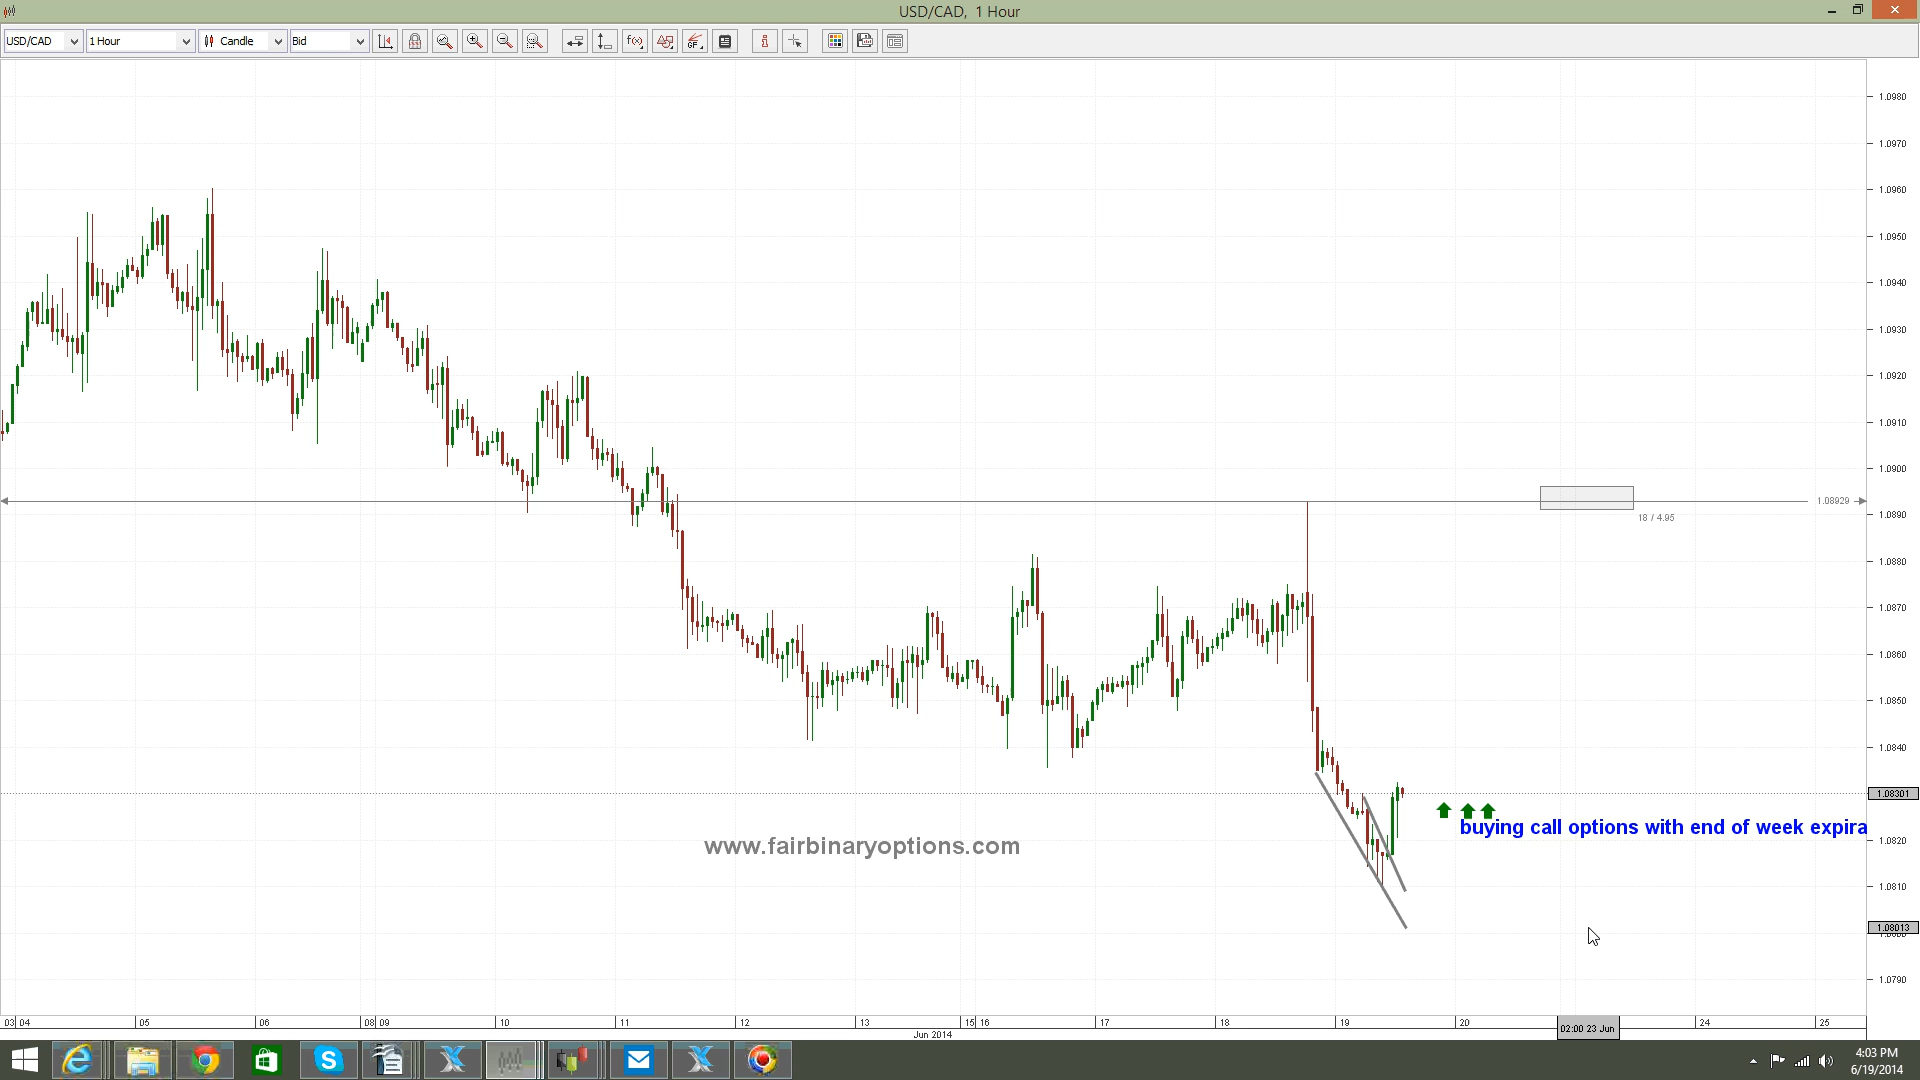 USD/CAD, 1 Hour
USD/CAD 1 Hour Candle Bid
1.0980
1.0970
1.0960
1.0950
1.0940
1.0930
1.0920
1.0910
1.0900
1.08929
18 / 4.95
1.0890
1.0880
1.0870
1.0860
1.0850
1.0840
1.08301
buying call options with end of week expira
www.fairbinaryoptions.com
1.0820
1.0810
1.08013
1.0790
03 04 05 06 08 09 10 11 12 13 15 16 17 18 19 20 02:00 23 Jun 24 25
Jun 2014
4:03 PM
6/19/2014